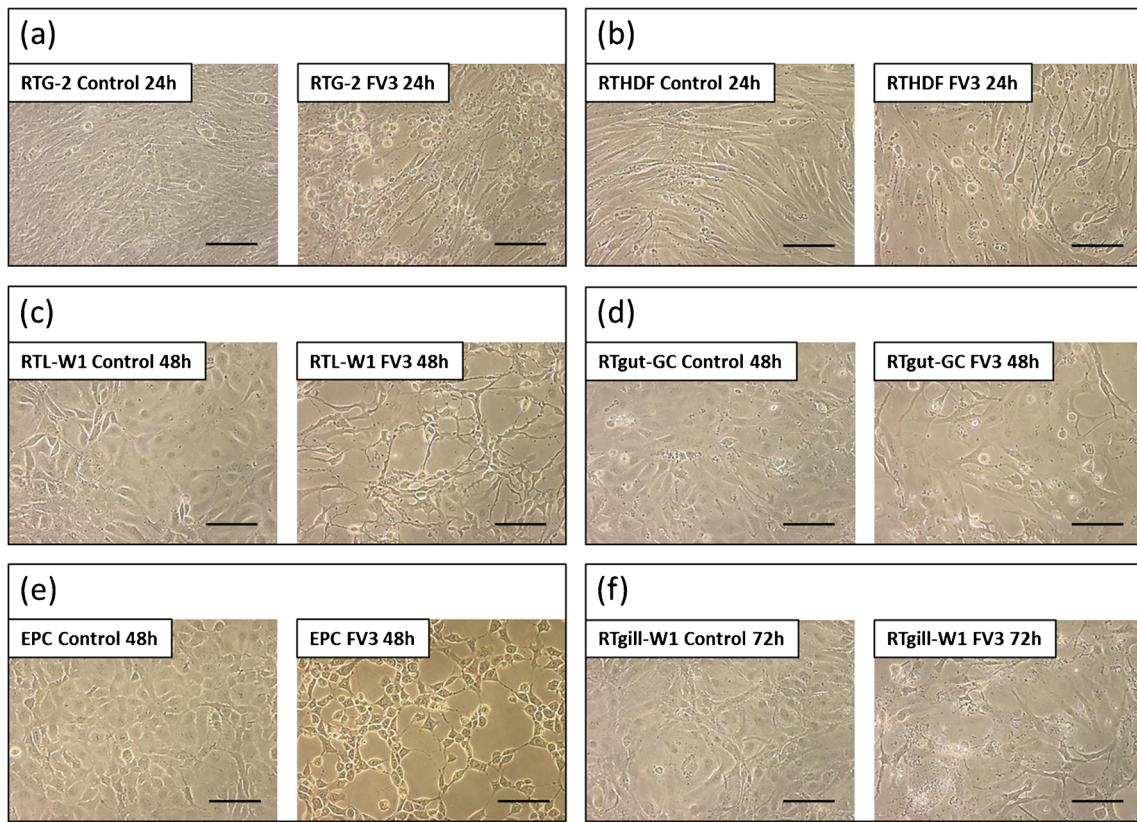 (a)
RTG-2 Control 24h
RTG-2 FV3 24h
(b)
RTHDF Control 24h
RTHDF FV3 24h
(c)
RTL-W1 Control 48h
RTL-W1 FV3 48h
(d)
RTgut-GC Control 48h
RTgut-GC FV3 48h
(e)
EPC Control 48h
EPC FV3 48h
(f)
RTgill-W1 Control 72h
RTgill-W1 FV3 72h